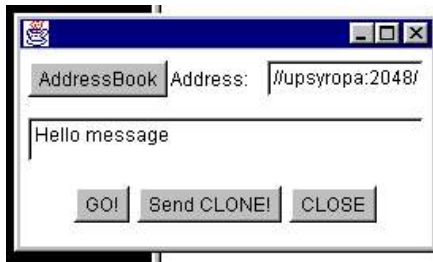 AddressBook Address: //upsyropa:2048/
Hello message
GO! Send CLONE! CLOSE